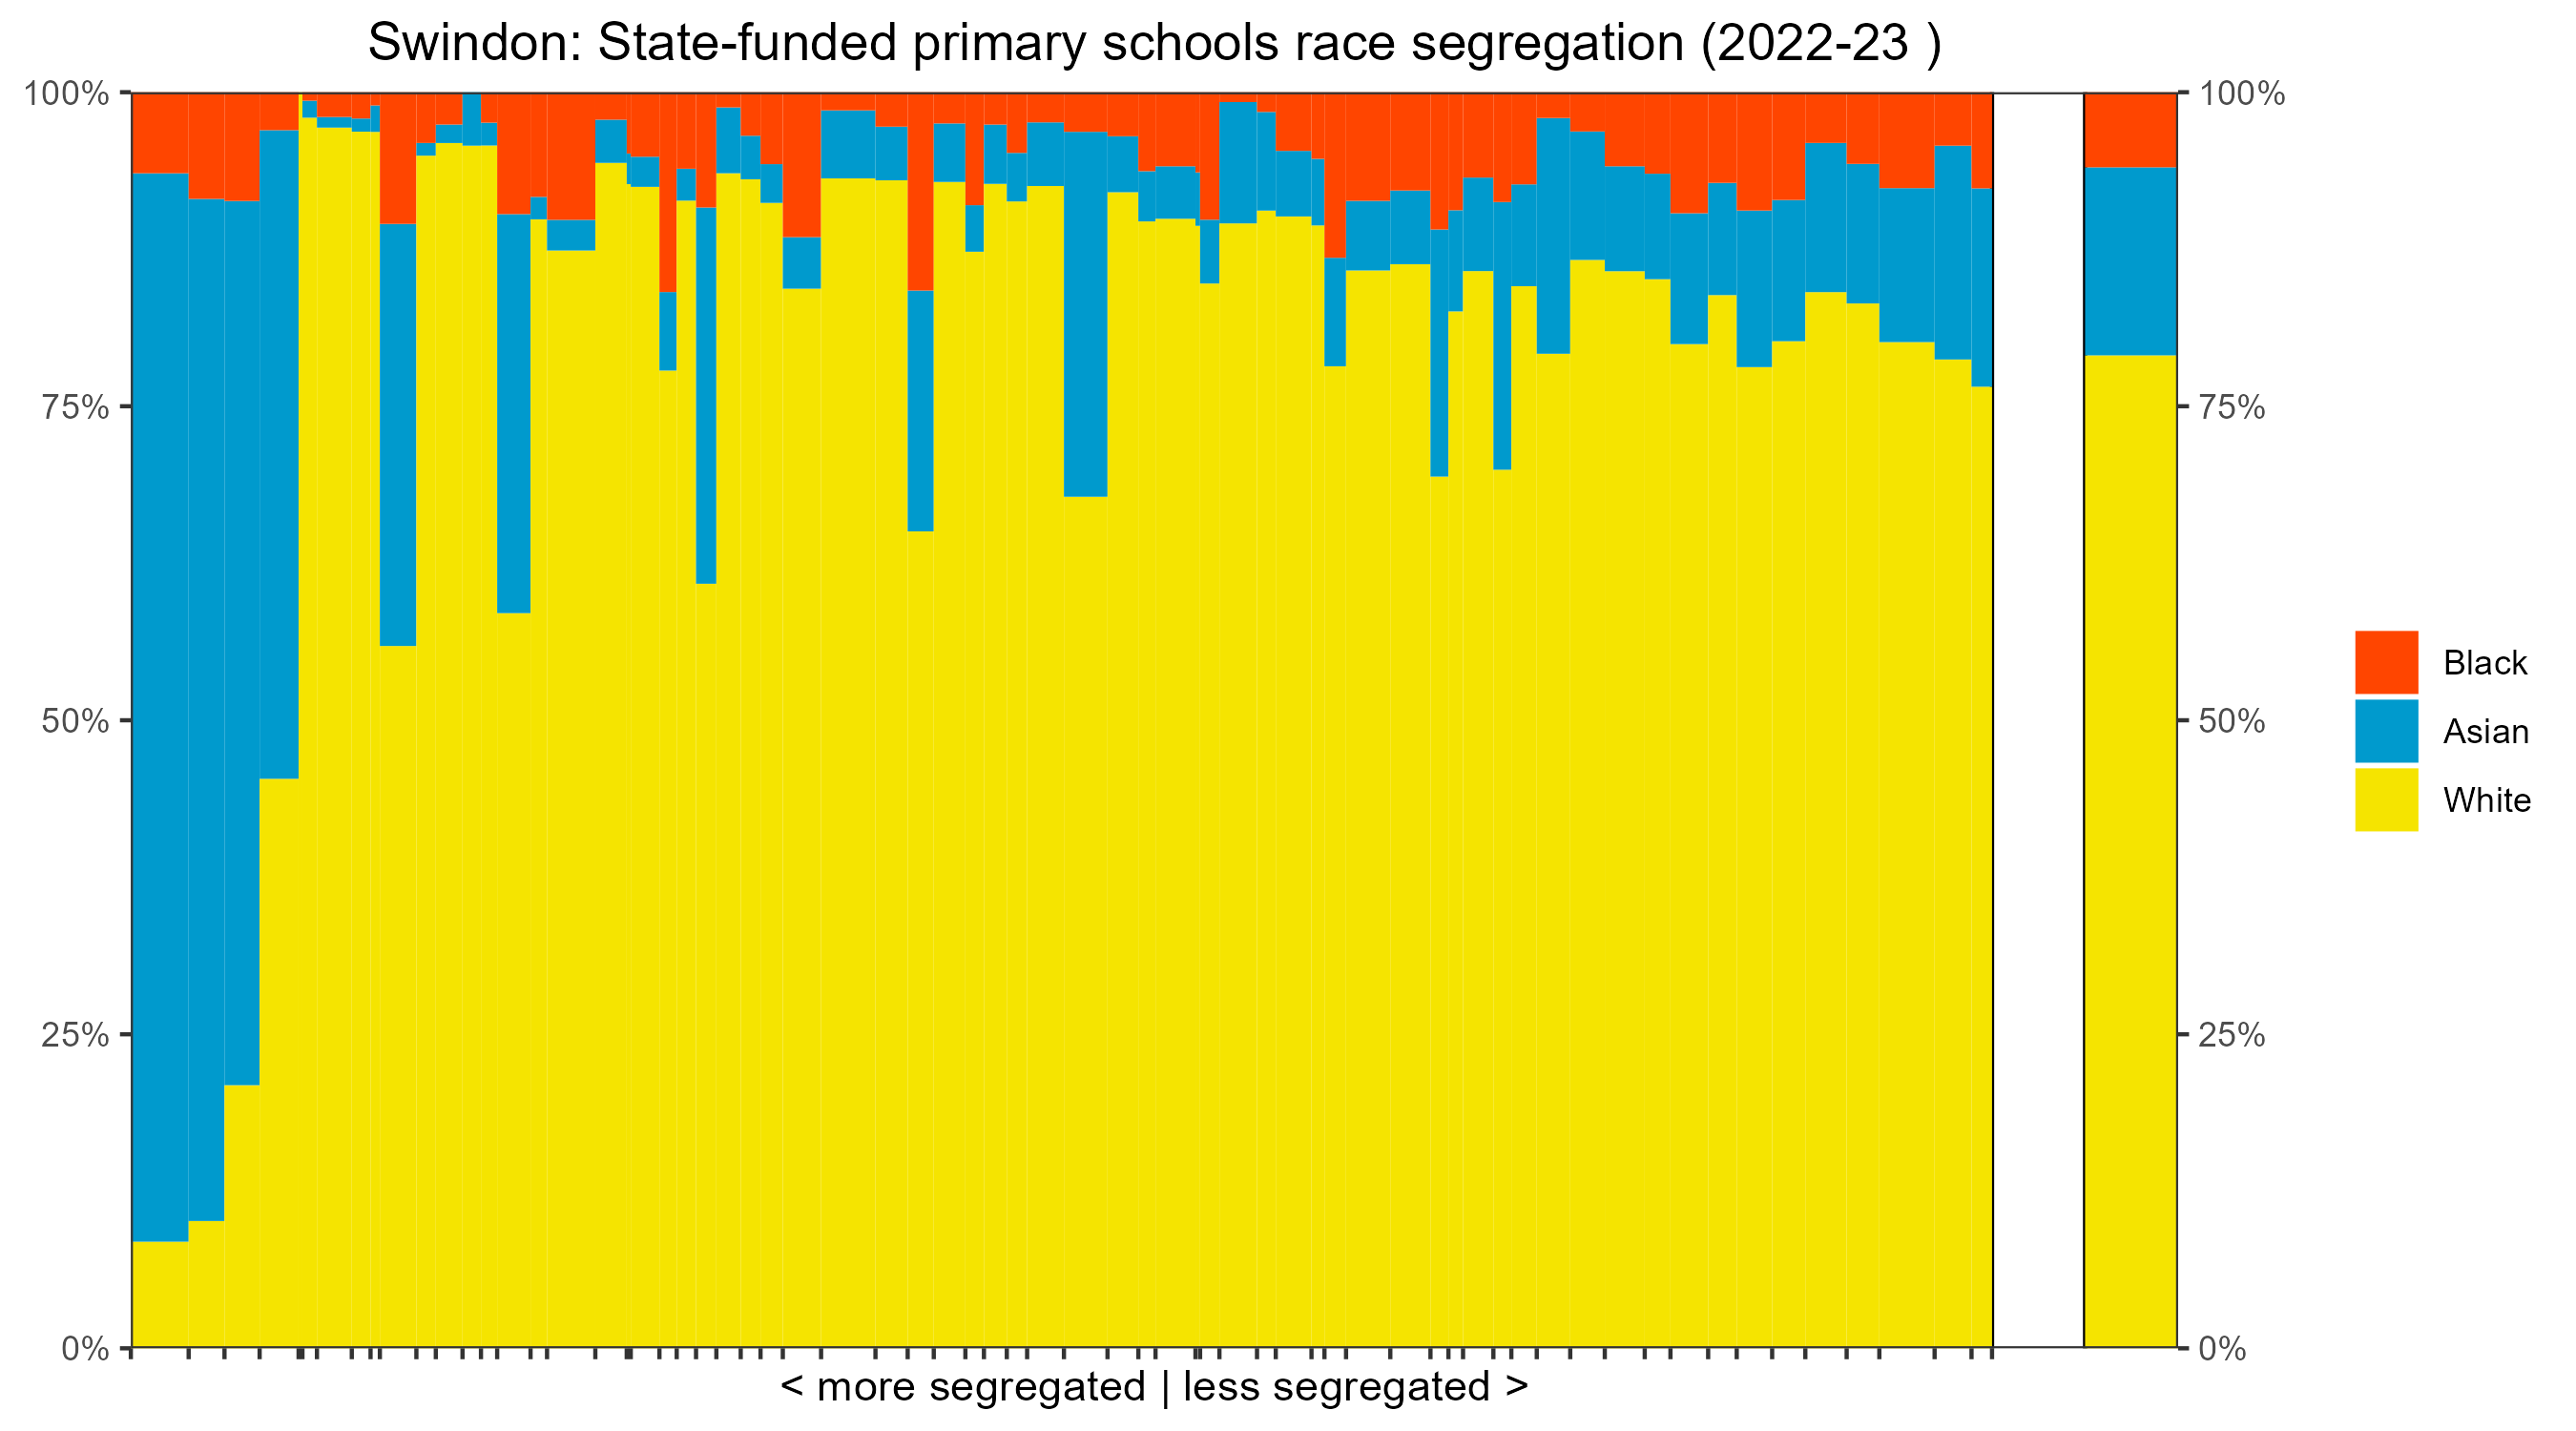 Swindon: State-funded primary schools race segregation (2022-23 )
100%
75%
50%
25%
0%
100%
75%
50%
25%
0%
Black
Asian
White
< more segregated | less segregated >